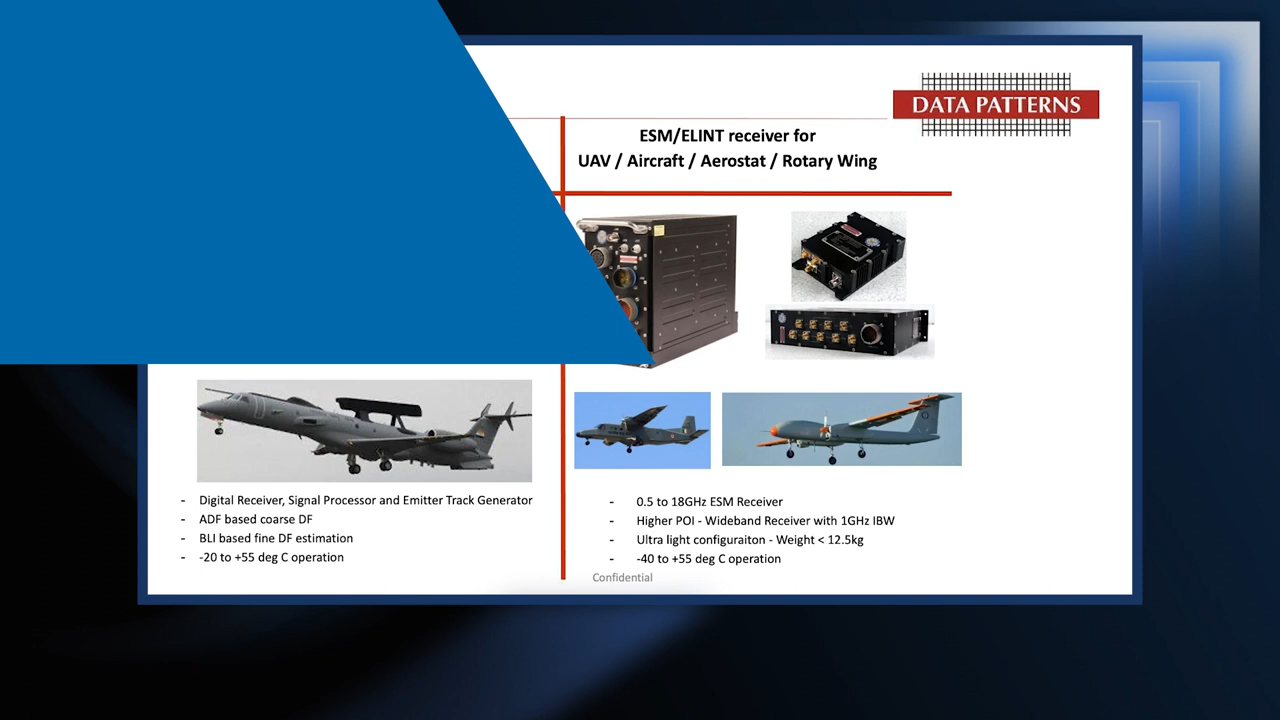 DATA PATTERNS
ESM/ELINT receiver for
UAV / Aircraft / Aerostat / Rotary Wing
- Digital Receiver, Signal Processor and Emitter Track Generator
- ADF based coarse DF
- BLI based fine DF estimation
- -20 to +55 deg C operation
- 0.5 to 18GHz ESM Receiver
- Higher POI - Wideband Receiver with 1GHz IBW
- Ultra light configuraiton - Weight < 12.5kg
- -40 to +55 deg C operation
Confidential